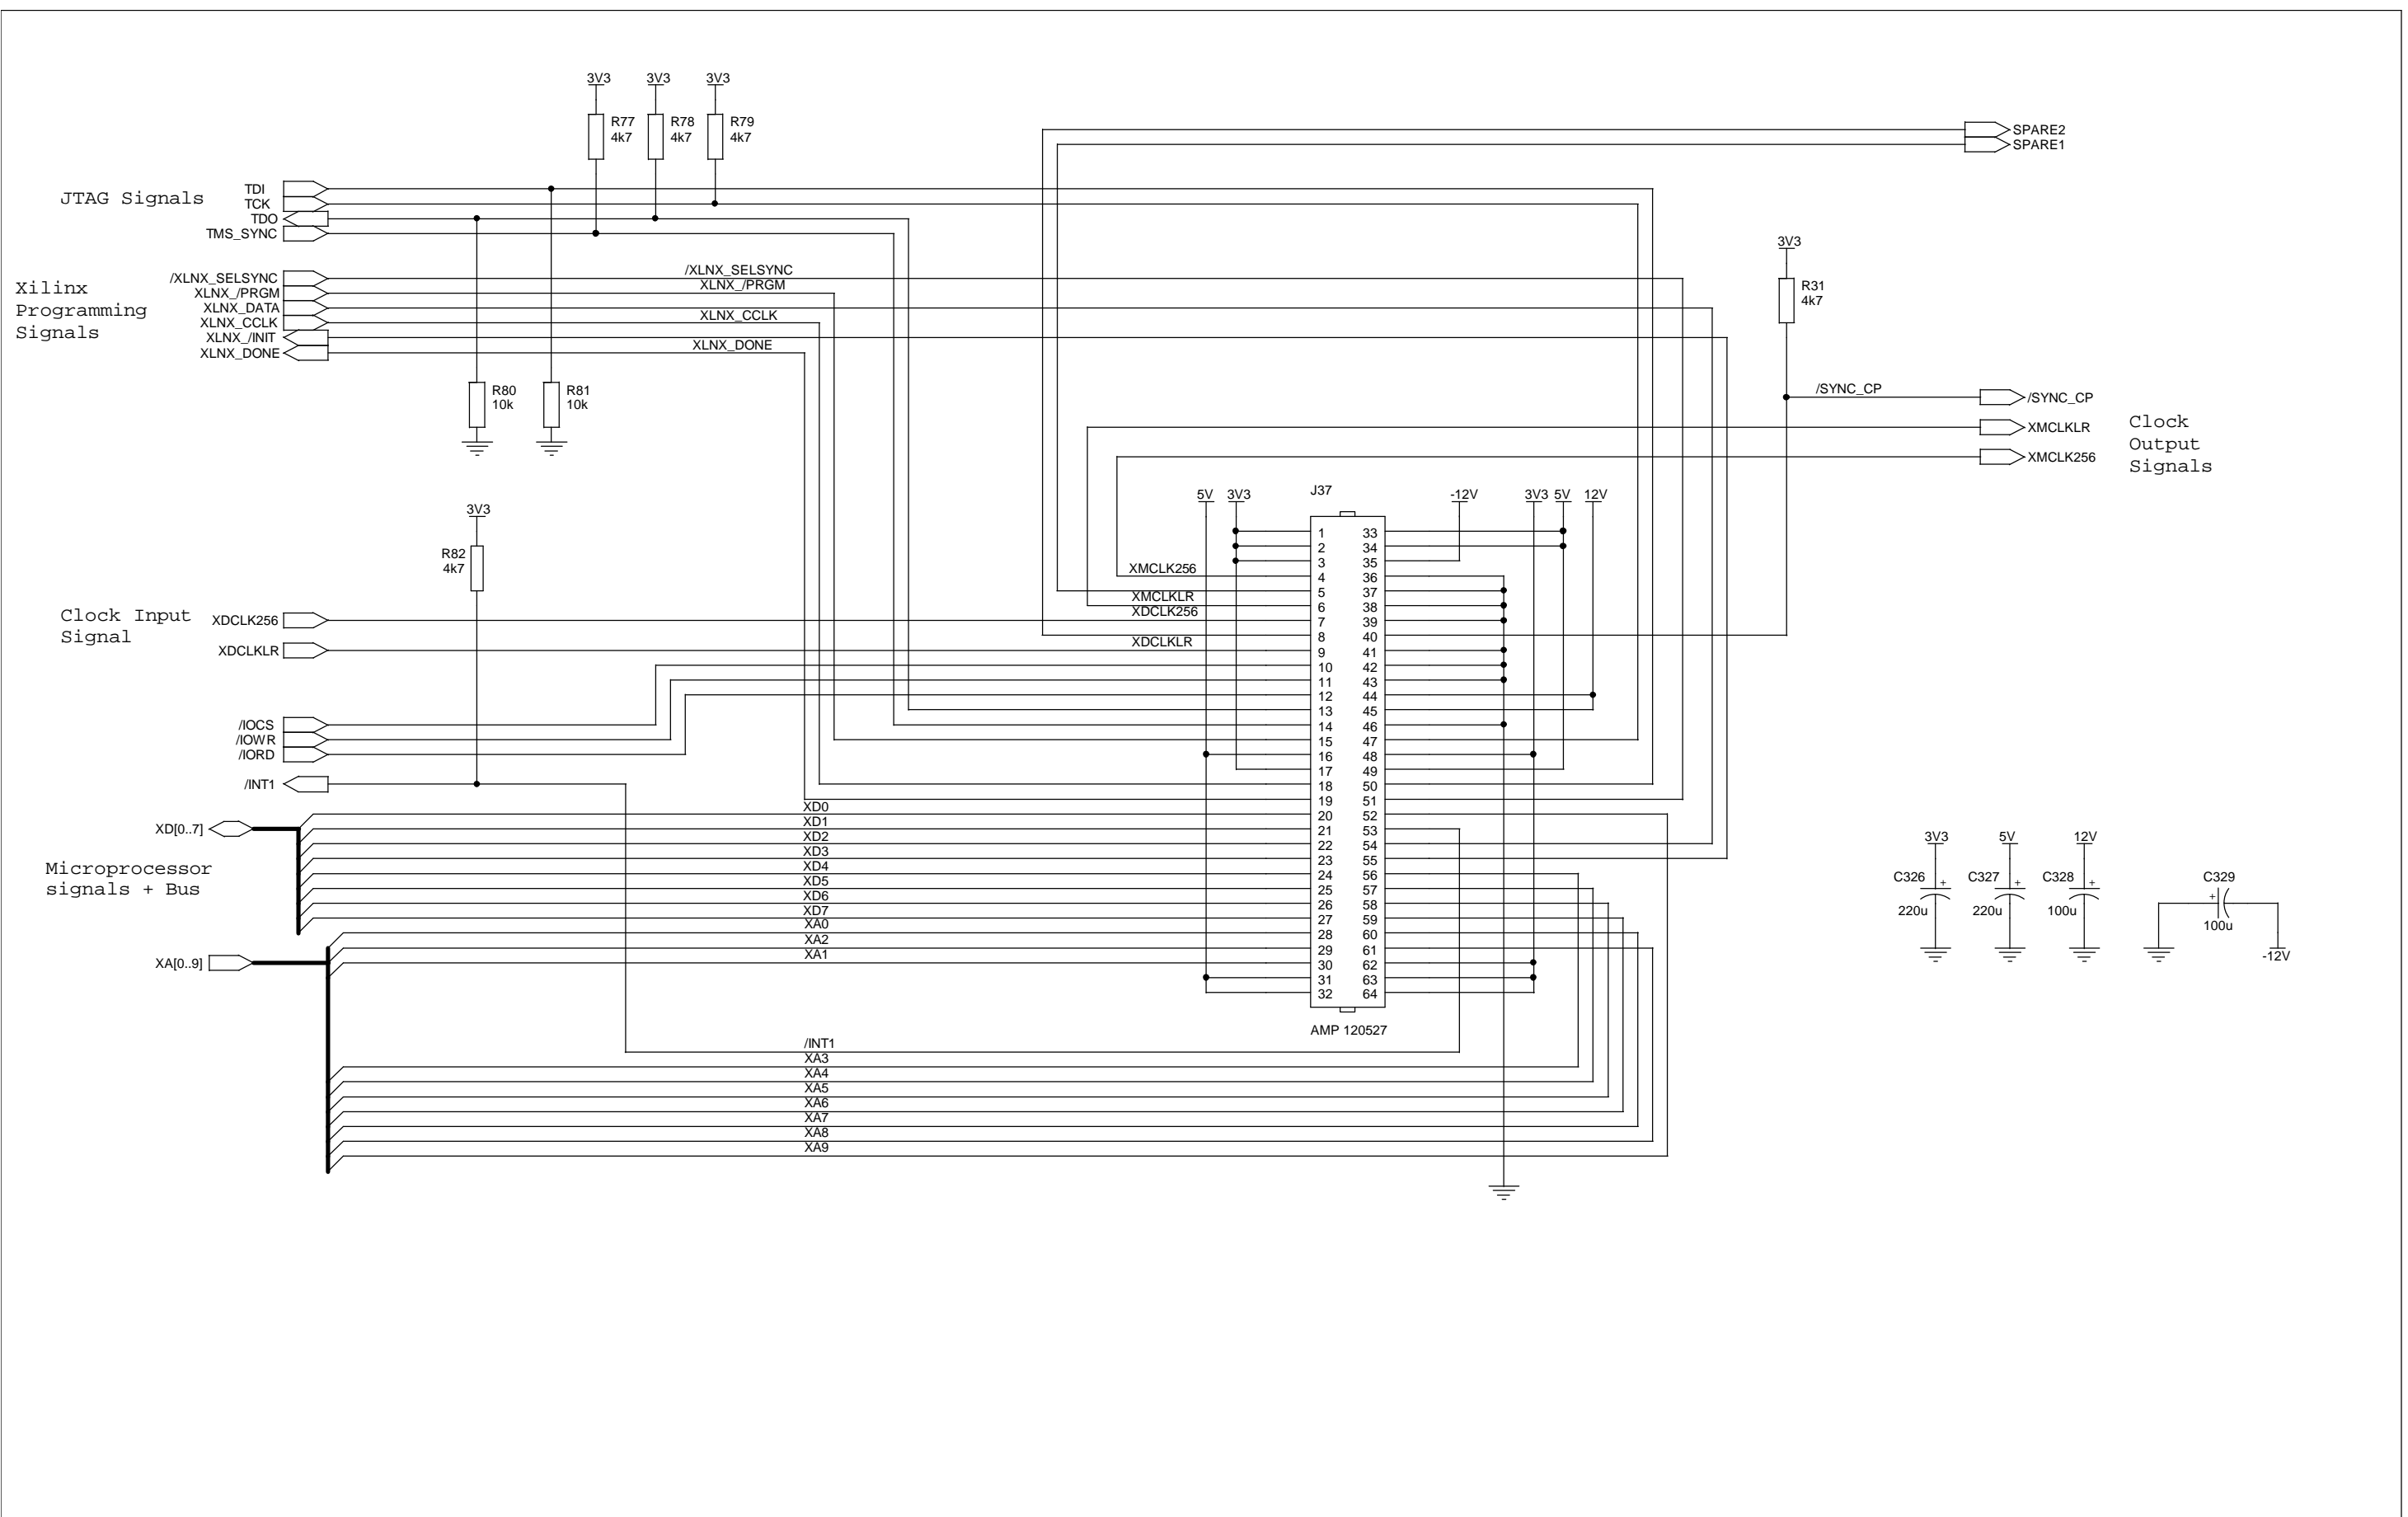 3V3 3V3 3V3
R77 R78 R79
4k7 4k7 4k7
SPARE2
SPARE1
JTAG Signals
TDI
TCK
TDO
TMS_SYNC
Xilinx
Programming
Signals
/XLNX_SELSYNC
XLNX_/PRGM
XLNX_DATA
XLNX_CCLK
XLNX_/INIT
XLNX_DONE
/XLNX_SELSYNC
XLNX_/PRGM
XLNX_CCLK
XLNX_DONE
3V3
R31
4k7
R80
10k
R81
10k
/SYNC_CP
/SYNC_CP
XMCLKLR
XMCLK256
Clock
Output
Signals
3V3
R82
4k7
5V 3V3
J37
-12V
3V3 5V 12V
XMCLK256
XMCLKLR
XDCLK256
XDCLKLR
Clock Input
Signal
XDCLK256
XDCLKLR
/IOCS
/IOWR
/IORD
/INT1
XD[0..7]
Microprocessor
signals + Bus
XA[0..9]
XD0
XD1
XD2
XD3
XD4
XD5
XD6
XD7
XA0
XA2
XA1
1 33
2 34
3 35
4 36
5 37
6 38
7 39
8 40
9 41
10 42
11 43
12 44
13 45
14 46
15 47
16 48
17 49
18 50
19 51
20 52
21 53
22 54
23 55
24 56
25 57
26 58
27 59
28 60
29 61
30 62
31 63
32 64
AMP 120527
/INT1
XA3
XA4
XA5
XA6
XA7
XA8
XA9
3V3 5V 12V
C326 + C327 + C328 + C329
220u 220u 100u + 100u
-12V